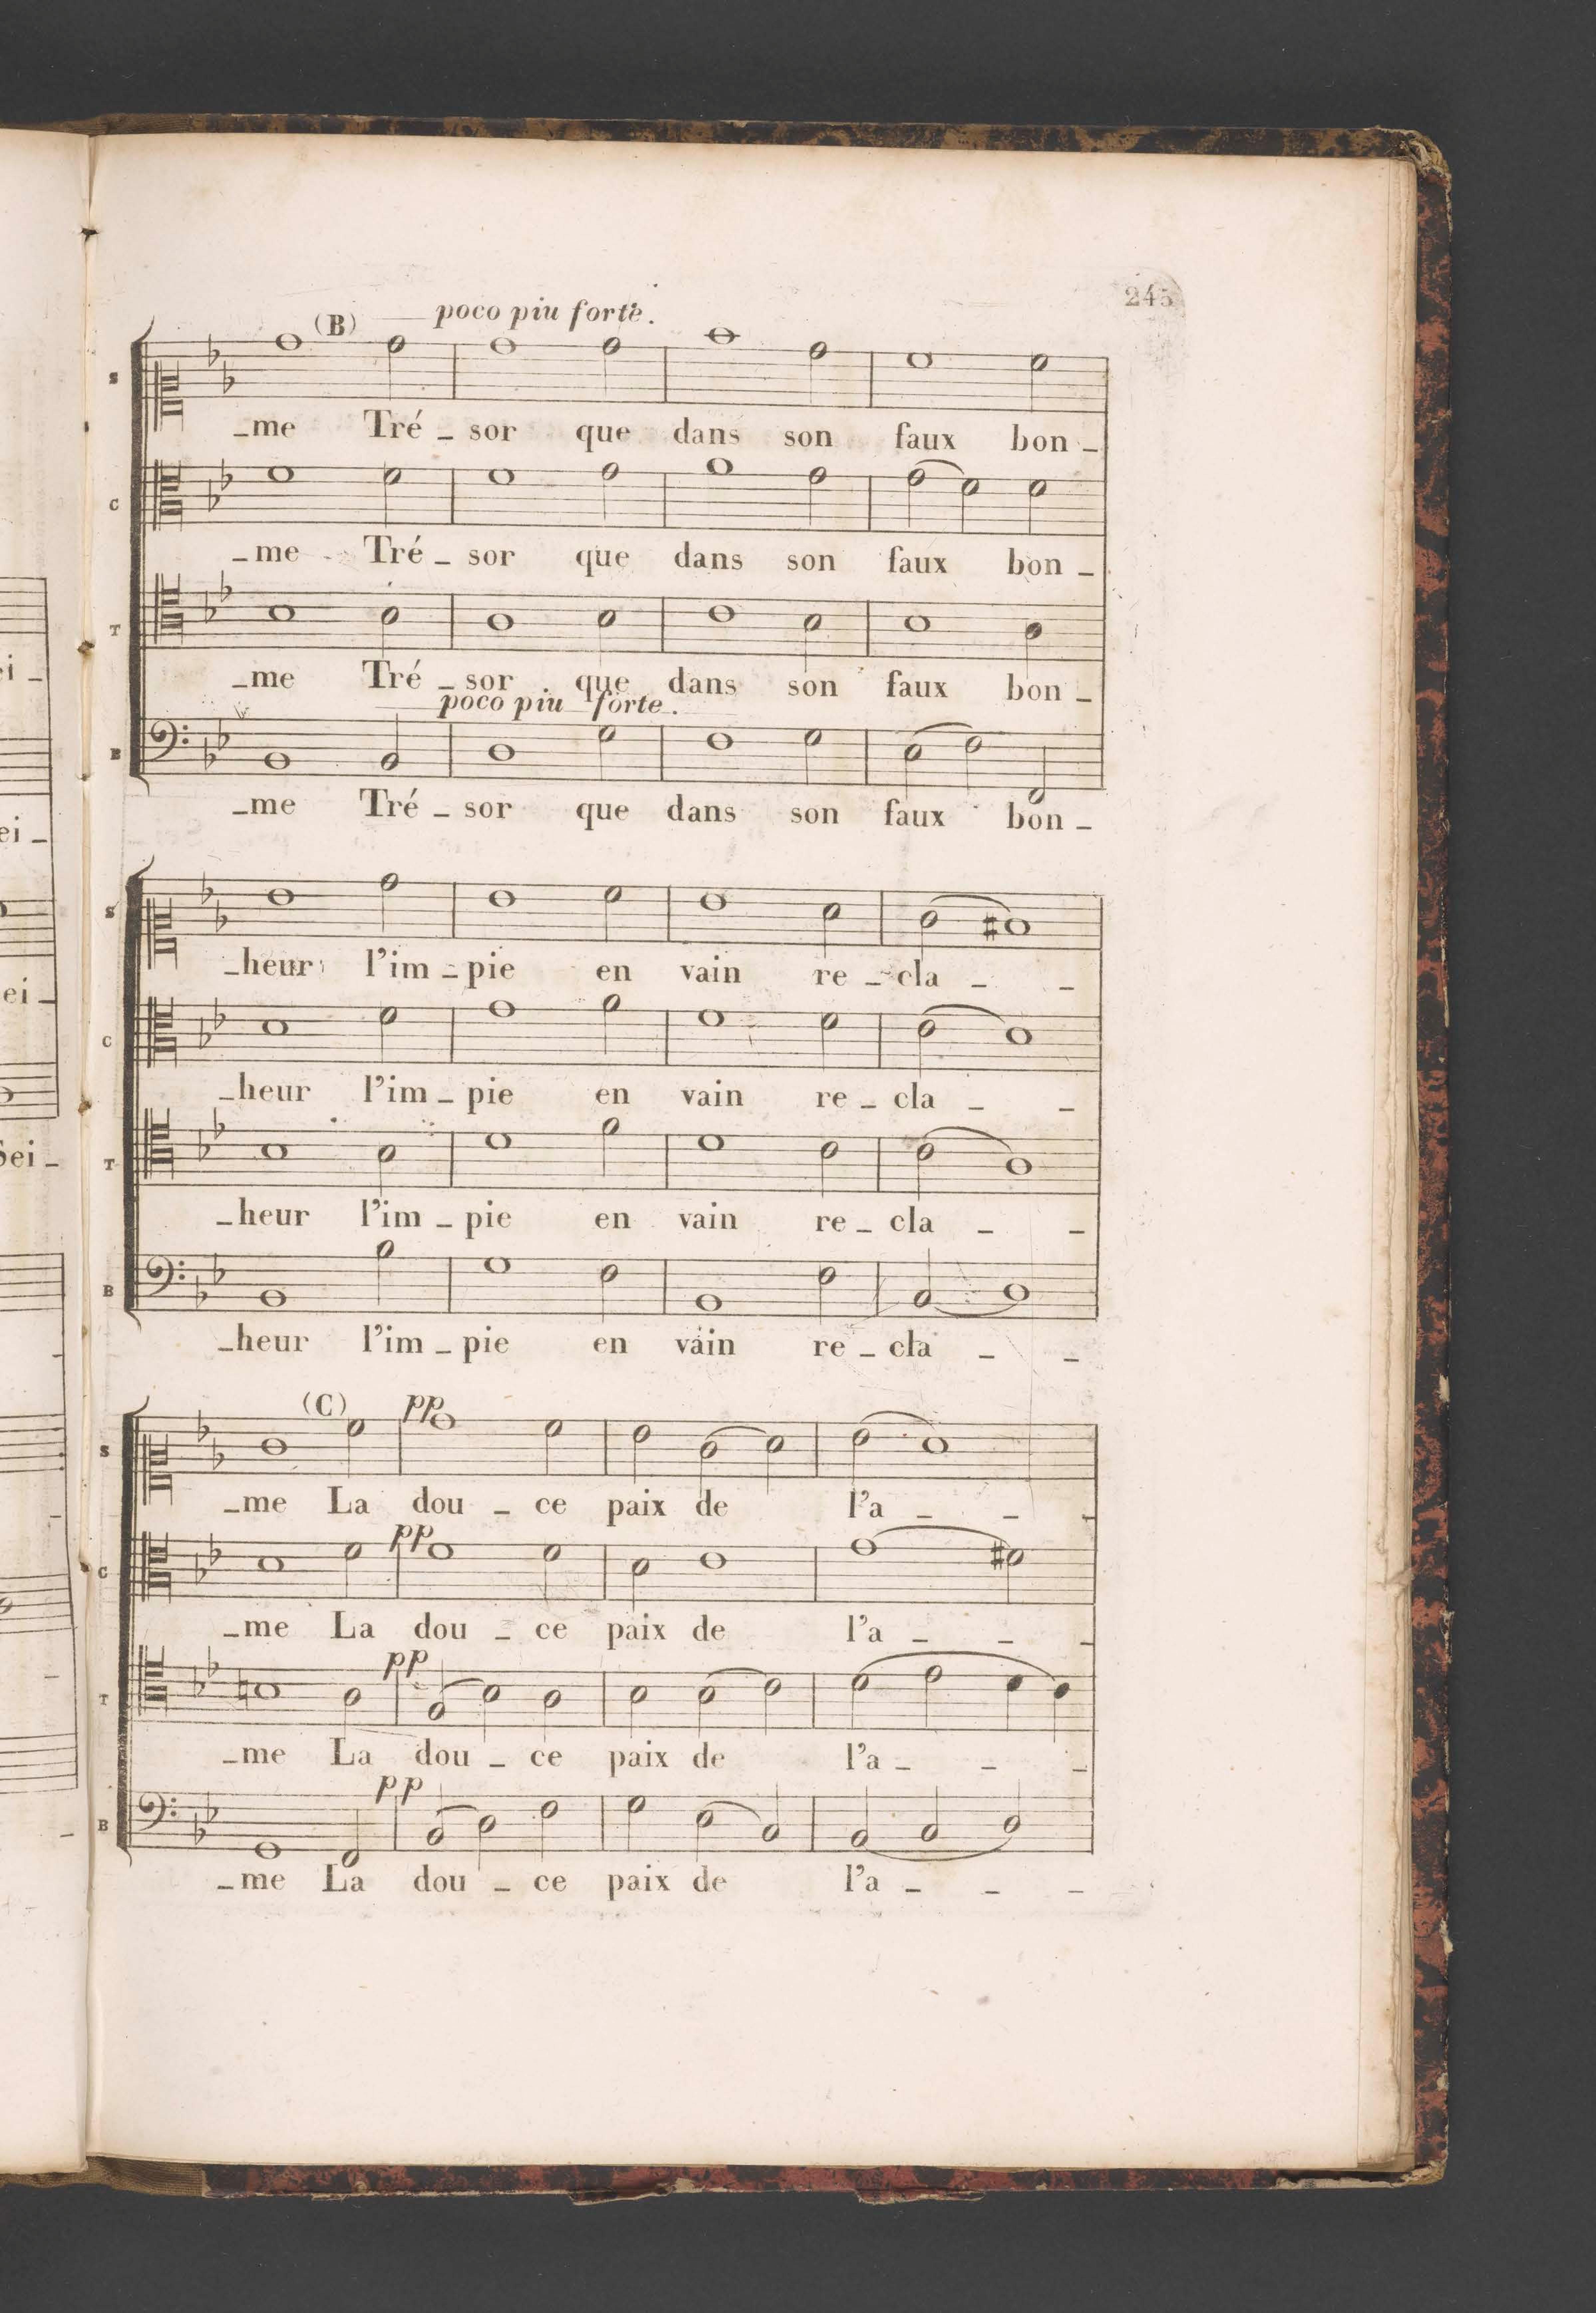 245
(B) poco piu forte.
S
_me Tré _ sor que dans son faux bon _
C
_me Tré _ sor que dans son faux bon _
T
_me Tré _ sor que dans son faux bon _
poco piu forte.
B
_me Tré _ sor que dans son faux bon _
S
_heur l'im _ pie en vain re _ cla _ _
C
_heur l'im _ pie en vain re _ cla _ _
T
_heur l'im _ pie en vain re _ cla _ _
B
_heur l'im _ pie en vain re _ cla _ _
(C) pp
S
_me La dou _ ce paix de l'a _ _ _
pp
C
_me La dou _ ce paix de l'a _ _ _
pp
T
_me La dou _ ce paix de l'a _ _ _
pp
B
_me La dou _ ce paix de l'a _ _ _
ei _
ei _
ei _
Sei _